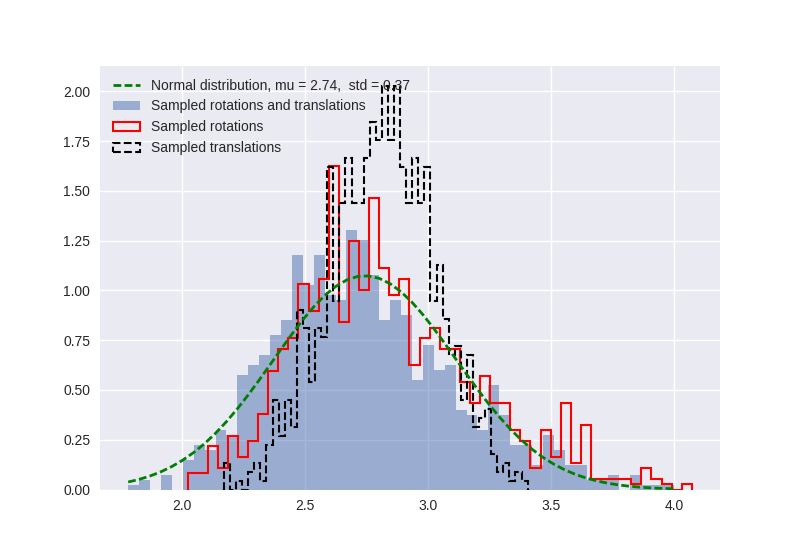 Normal distribution, mu = 2.74,  std = 0.37
Sampled rotations and translations
Sampled rotations
Sampled translations
2.00
1.75
1.50
1.25
1.00
0.75
0.50
0.25
0.00
2.0 2.5 3.0 3.5 4.0